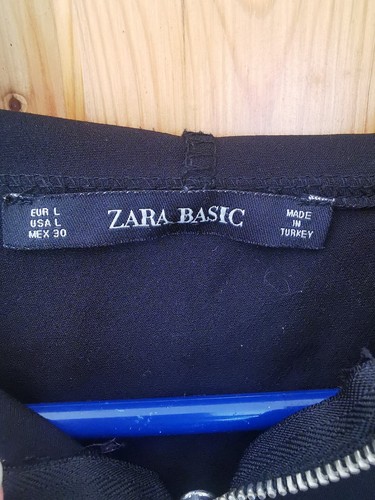 EUR L
USA L
MEX 30
ZARA BASIC
MADE
IN
TURKEY